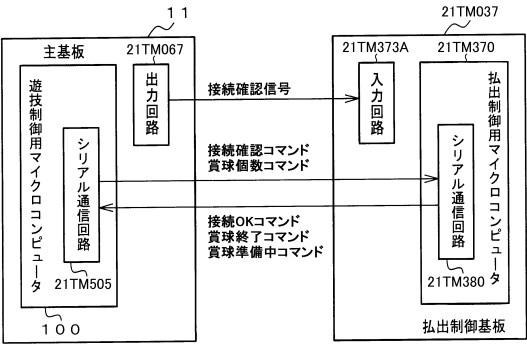 11
21TM037
主基板
21TM067
21TM373A
21TM370
出力回路
入力回路
遊技制御用マイクロコンピュータ
払出制御用マイクロコンピュータ
接続確認信号
シリアル通信回路
シリアル通信回路
接続確認コマンド
賞球個数コマンド
接続OKコマンド
賞球終了コマンド
賞球準備中コマンド
21TM505
21TM380
100
払出制御基板